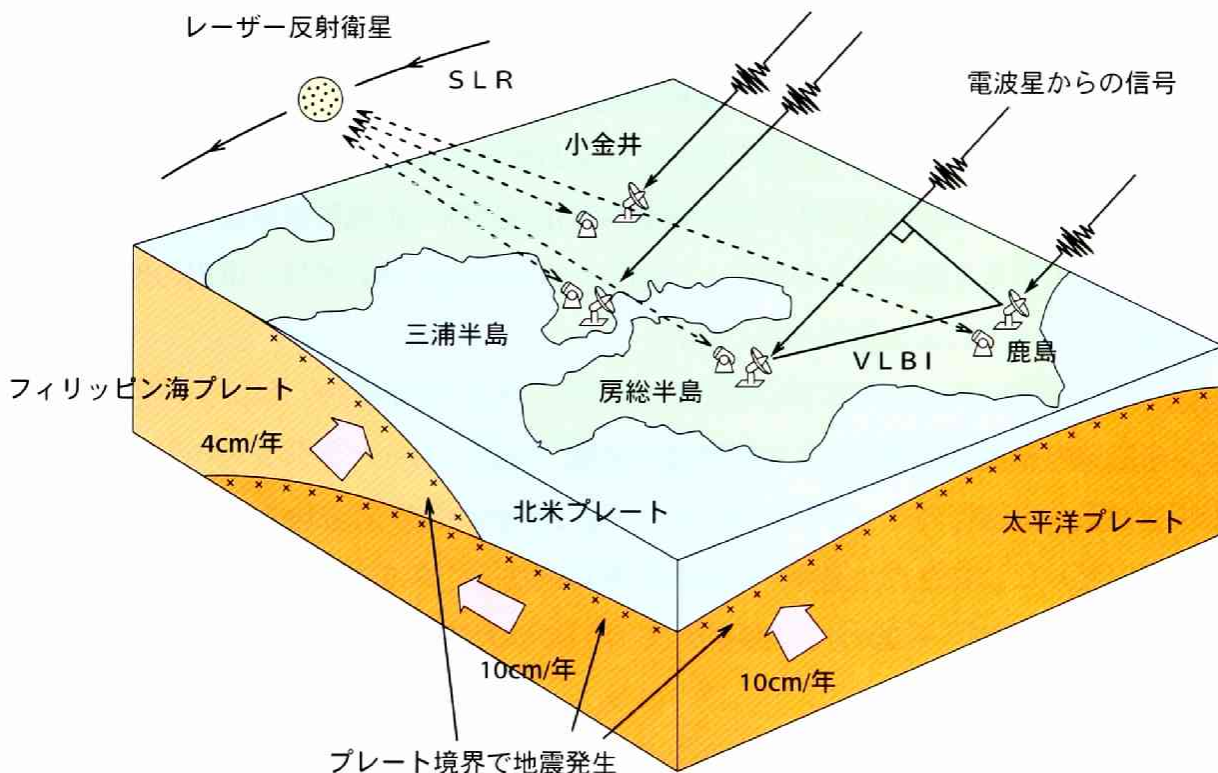 レーザー反射衛星
SLR
電波星からの信号
小金井
三浦半島
鹿島
VLBI
房総半島
フィリッピン海プレート
4cm/年
北米プレート
太平洋プレート
10cm/年
10cm/年
プレート境界で地震発生